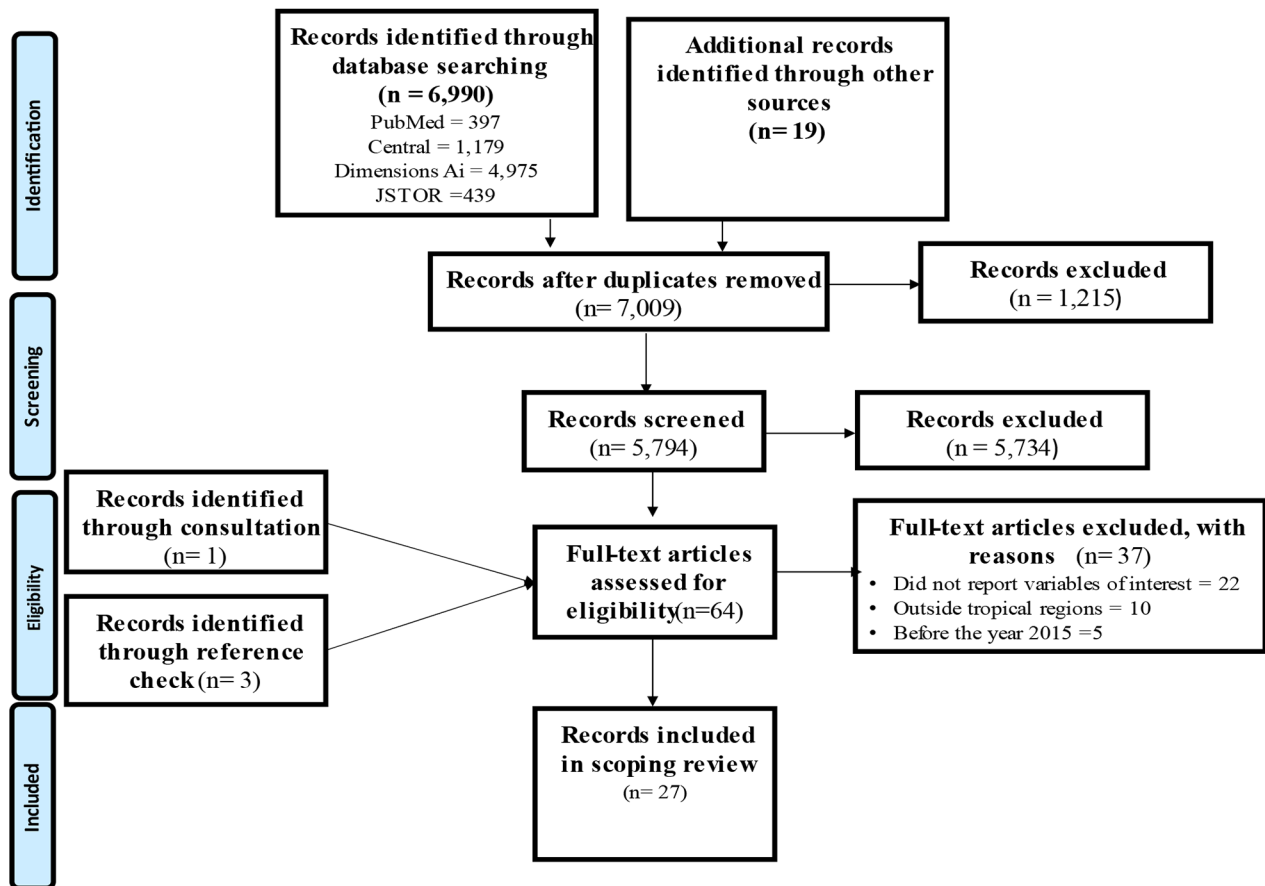 Identification
Records identified through
database searching
(n = 6,990)
PubMed = 397
Central = 1,179
Dimensions Ai = 4,975
JSTOR =439
Additional records
identified through other
sources
(n= 19)
Records after duplicates removed
(n= 7,009)
Records excluded
(n = 1,215)
Screening
Records screened
(n= 5,794)
Records excluded
(n = 5,734)
Eligibility
Records identified
through consultation
(n= 1)
Records identified
through reference
check (n= 3)
Full-text articles
assessed for
eligibility (n=64)
Full-text articles excluded, with
reasons (n= 37)
• Did not report variables of interest = 22
• Outside tropical regions = 10
• Before the year 2015 =5
Included
Records included
in scoping review
(n= 27)